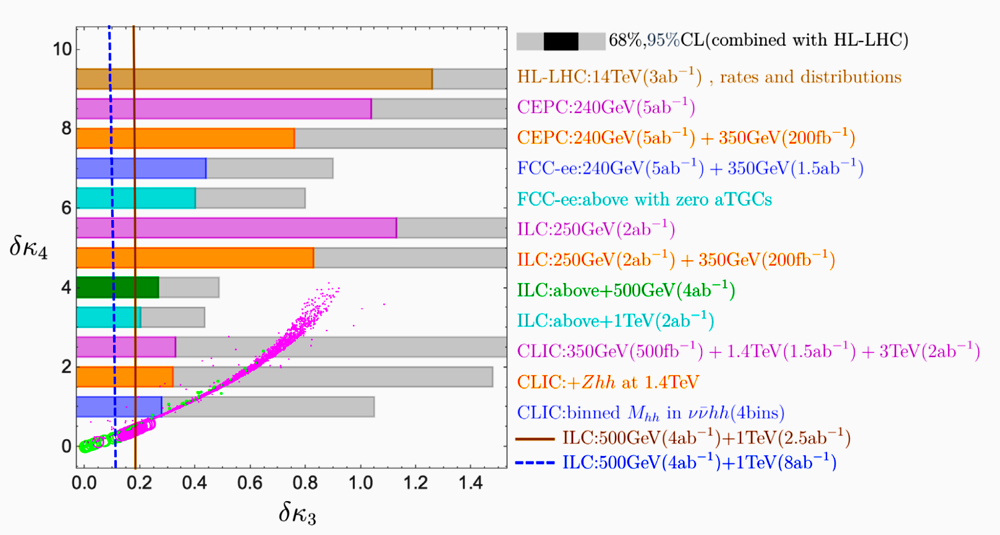 10
8
6
4
2
0
δκ₄
0.0 0.2 0.4 0.6 0.8 1.0 1.2 1.4
δκ₃
68%,95%CL(combined with HL-LHC)
HL-LHC:14TeV(3ab⁻¹) , rates and distributions
CEPC:240GeV(5ab⁻¹)
CEPC:240GeV(5ab⁻¹) + 350GeV(200fb⁻¹)
FCC-ee:240GeV(5ab⁻¹) + 350GeV(1.5ab⁻¹)
FCC-ee:above with zero aTGCs
ILC:250GeV(2ab⁻¹)
ILC:250GeV(2ab⁻¹) + 350GeV(200fb⁻¹)
ILC:above+500GeV(4ab⁻¹)
ILC:above+1TeV(2ab⁻¹)
CLIC:350GeV(500fb⁻¹) + 1.4TeV(1.5ab⁻¹) + 3TeV(2ab⁻¹)
CLIC:+Zhh at 1.4TeV
CLIC:binned Mₕₕ in νν̄hh(4bins)
ILC:500GeV(4ab⁻¹)+1TeV(2.5ab⁻¹)
ILC:500GeV(4ab⁻¹)+1TeV(8ab⁻¹)